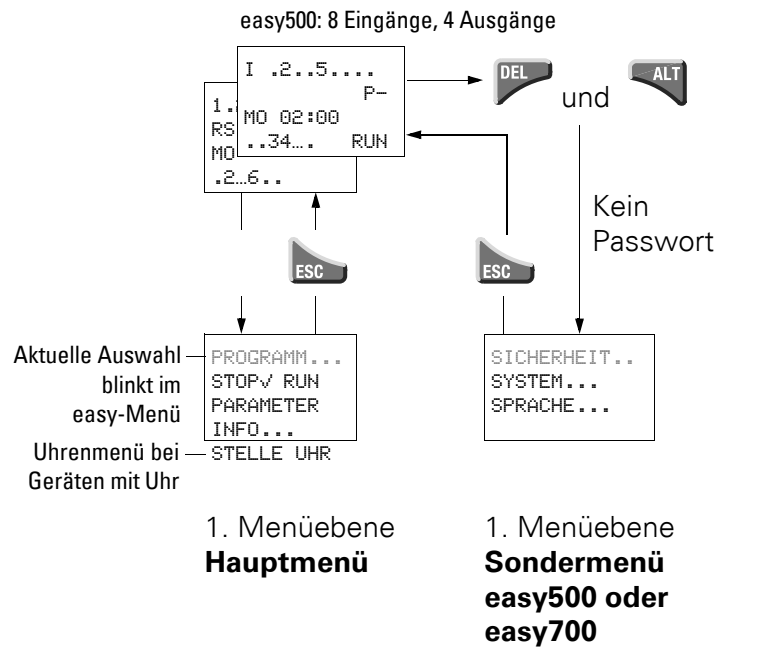 easy500: 8 Eingänge, 4 Ausgänge
I .2..5....
P-
MO 02:00
..34.... RUN
1.
RS
MO
.2...6..
DEL
und
ALT
Kein
Passwort
ESC
ESC
Aktuelle Auswahl
blinkt im
easy-Menü
Uhrenmenü bei
Geräten mit Uhr
PROGRAMM...
STOP√ RUN
PARAMETER
INFO...
STELLE UHR
SICHERHEIT..
SYSTEM...
SPRACHE...
1. Menüebene
Hauptmenü
1. Menüebene
Sondermenü
easy500 oder
easy700